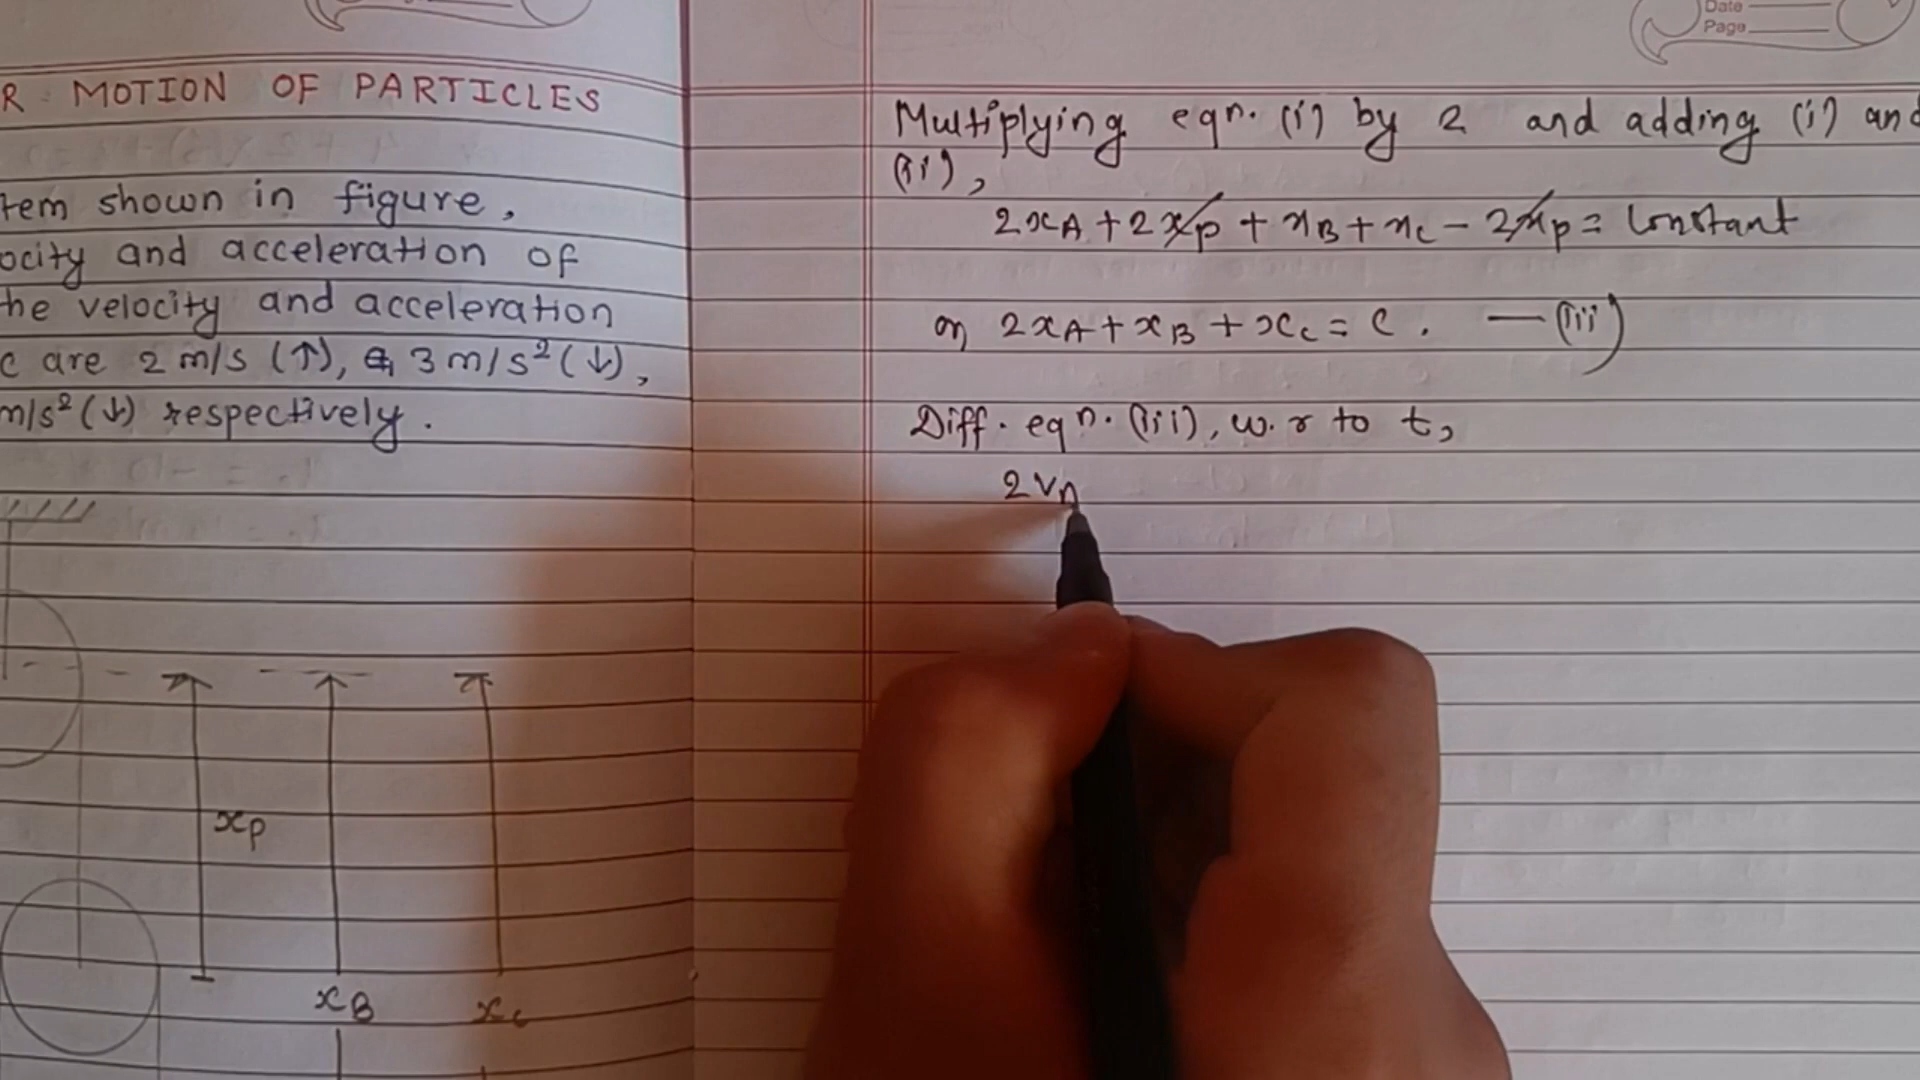 R MOTION OF PARTICLES
tem shown in figure,
ocity and acceleration of
he velocity and acceleration
c are 2 m/s (↑), 3 m/s² (↓),
m/s² (↓) respectively.
xp
xB
xc
Date
Page
Multiplying eqn. (i) by 2 and adding (i) and
(ii),
2xA + 2xp + xB + xc - 2xp = Constant
or 2xA + xB + xc = C. — (iii)
Diff. eqn. (iii), w.r to t,
2v